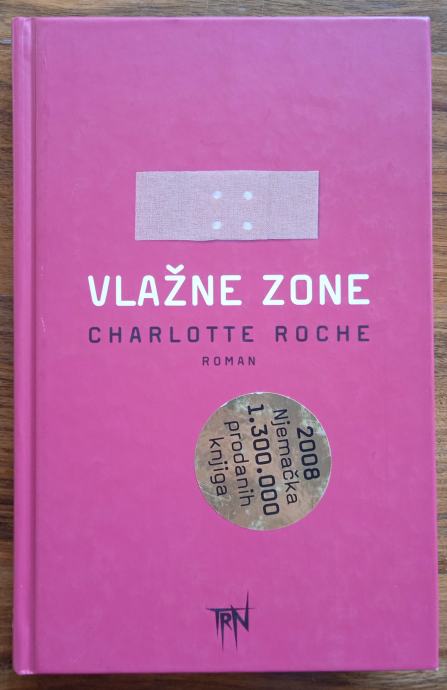 VLAŽNE ZONE
CHARLOTTE ROCHE
ROMAN
2008
Njemačka
1.300.000
prodanih
knjiga
TRN